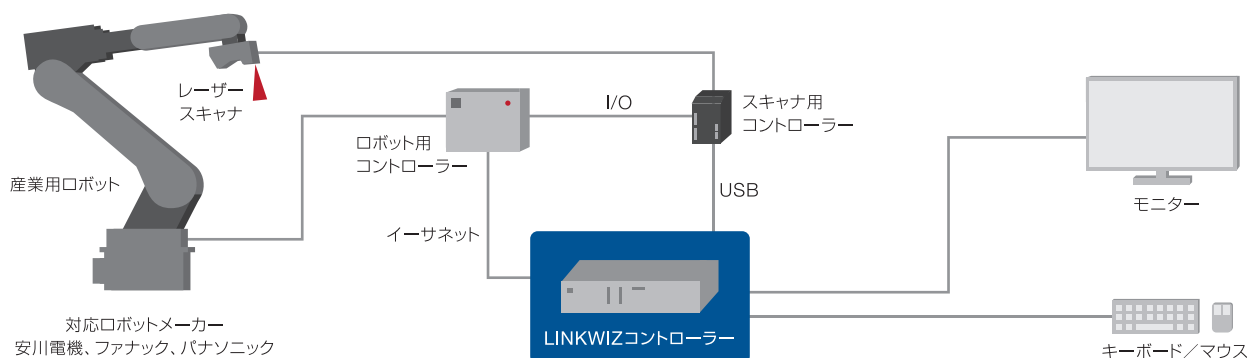 レーザー
スキャナ
I/O
スキャナ用
コントローラー
ロボット用
コントローラー
産業用ロボット
USB
モニター
イーサネット
LINKWIZコントローラー
対応ロボットメーカー
安川電機、ファナック、パナソニック
キーボード/マウス